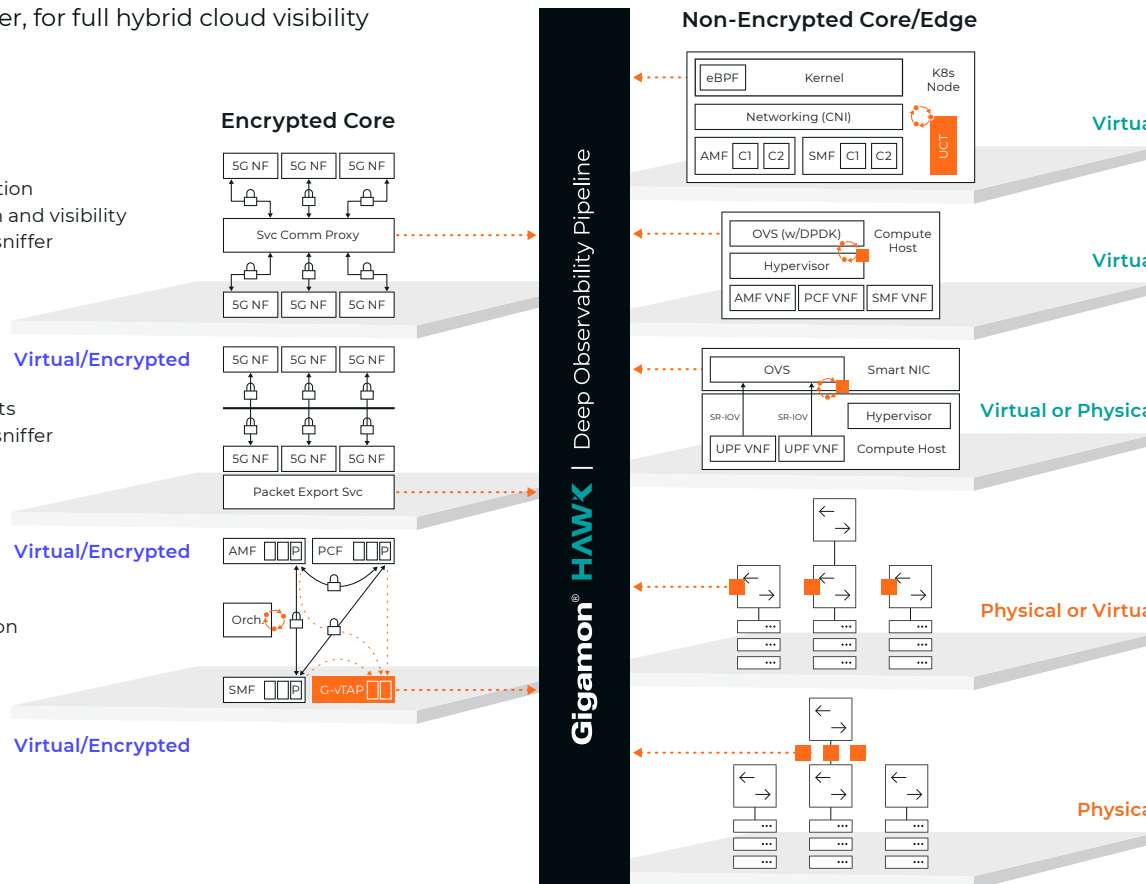 er, for full hybrid cloud visibility
Encrypted Core
5G NF 5G NF 5G NF
tion
and visibility
sniffer
Svc Comm Proxy
5G NF 5G NF 5G NF
Virtual/Encrypted
5G NF 5G NF 5G NF
ts
sniffer
5G NF 5G NF 5G NF
Packet Export Svc
Virtual/Encrypted
AMF P PCF P
Orch.
on
SMF P G-vTAP
Virtual/Encrypted
Gigamon® HAWK | Deep Observability Pipeline
Non-Encrypted Core/Edge
eBPF Kernel
K8s
Node
Networking (CNI)
UCT
AMF C1 C2 SMF C1 C2
Virtua
OVS (w/DPDK)
Compute
Host
Hypervisor
AMF VNF PCF VNF SMF VNF
Virtua
OVS Smart NIC
SR-IOV SR-IOV Hypervisor
UPF VNF UPF VNF Compute Host
Virtual or Physica
Physical or Virtua
Physica